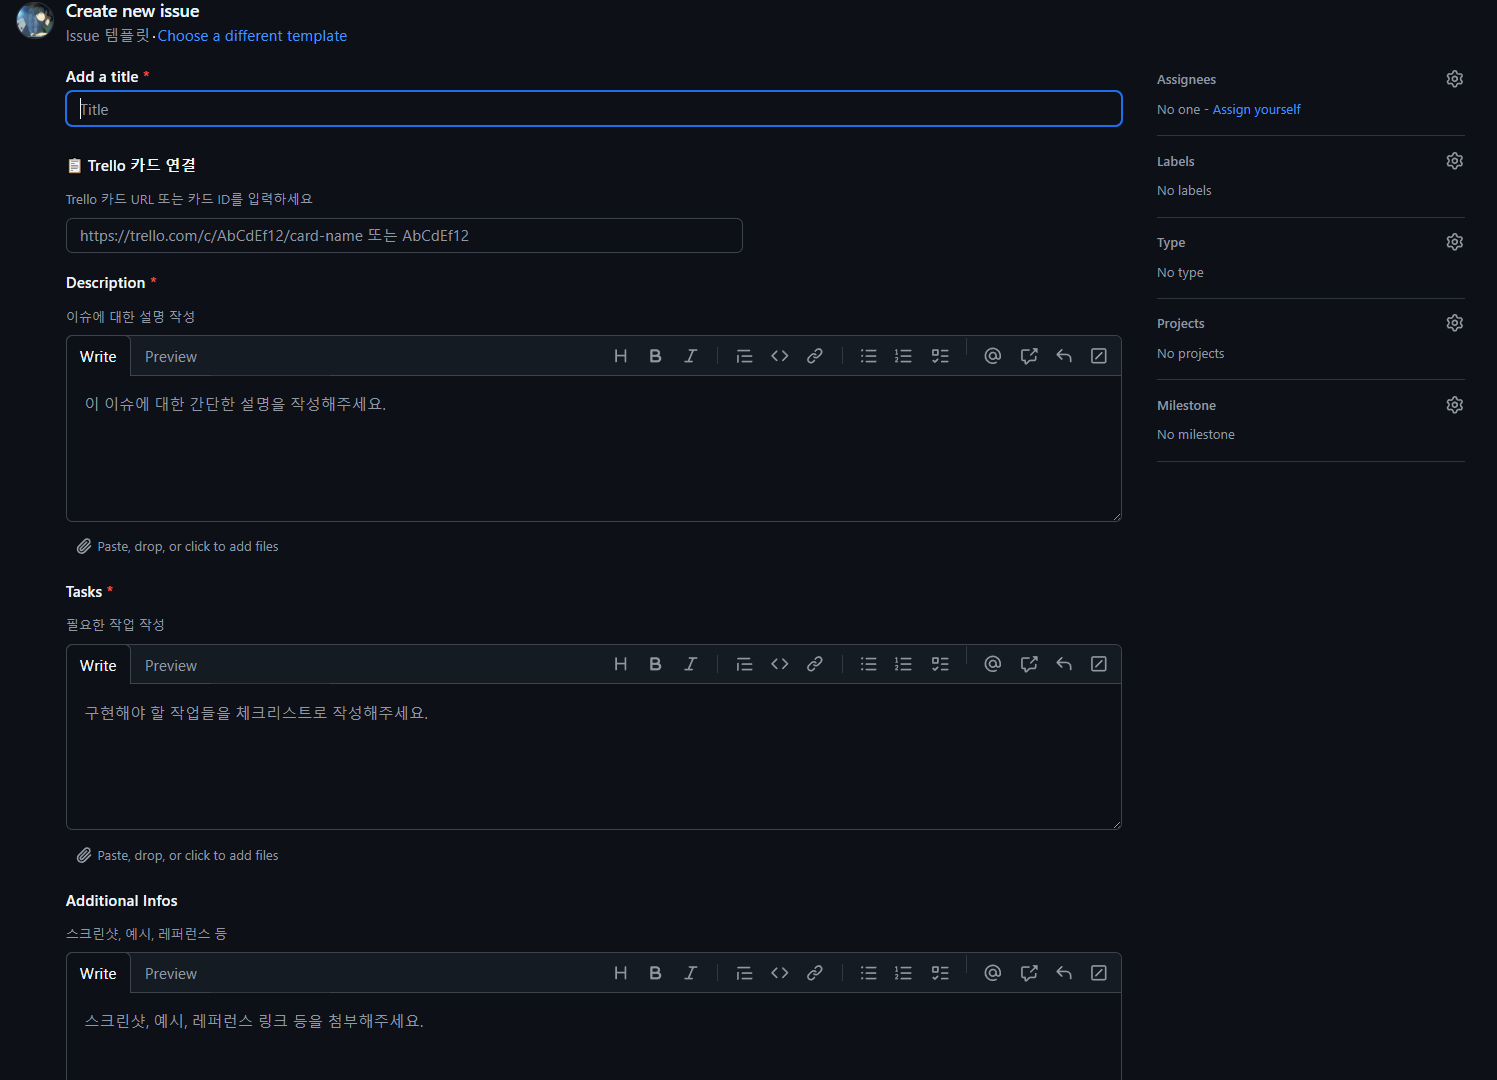 Create new issue
Issue 템플릿 · Choose a different template
Add a title *
Title
📋 Trello 카드 연결
Trello 카드 URL 또는 카드 ID를 입력하세요
https://trello.com/c/AbCdEf12/card-name 또는 AbCdEf12
Description *
이슈에 대한 설명 작성
Write Preview
이 이슈에 대한 간단한 설명을 작성해주세요.
Paste, drop, or click to add files
Tasks *
필요한 작업 작성
Write Preview
구현해야 할 작업들을 체크리스트로 작성해주세요.
Paste, drop, or click to add files
Additional Infos
스크린샷, 예시, 레퍼런스 등
Write Preview
스크린샷, 예시, 레퍼런스 링크 등을 첨부해주세요.
Assignees
No one - Assign yourself
Labels
No labels
Type
No type
Projects
No projects
Milestone
No milestone